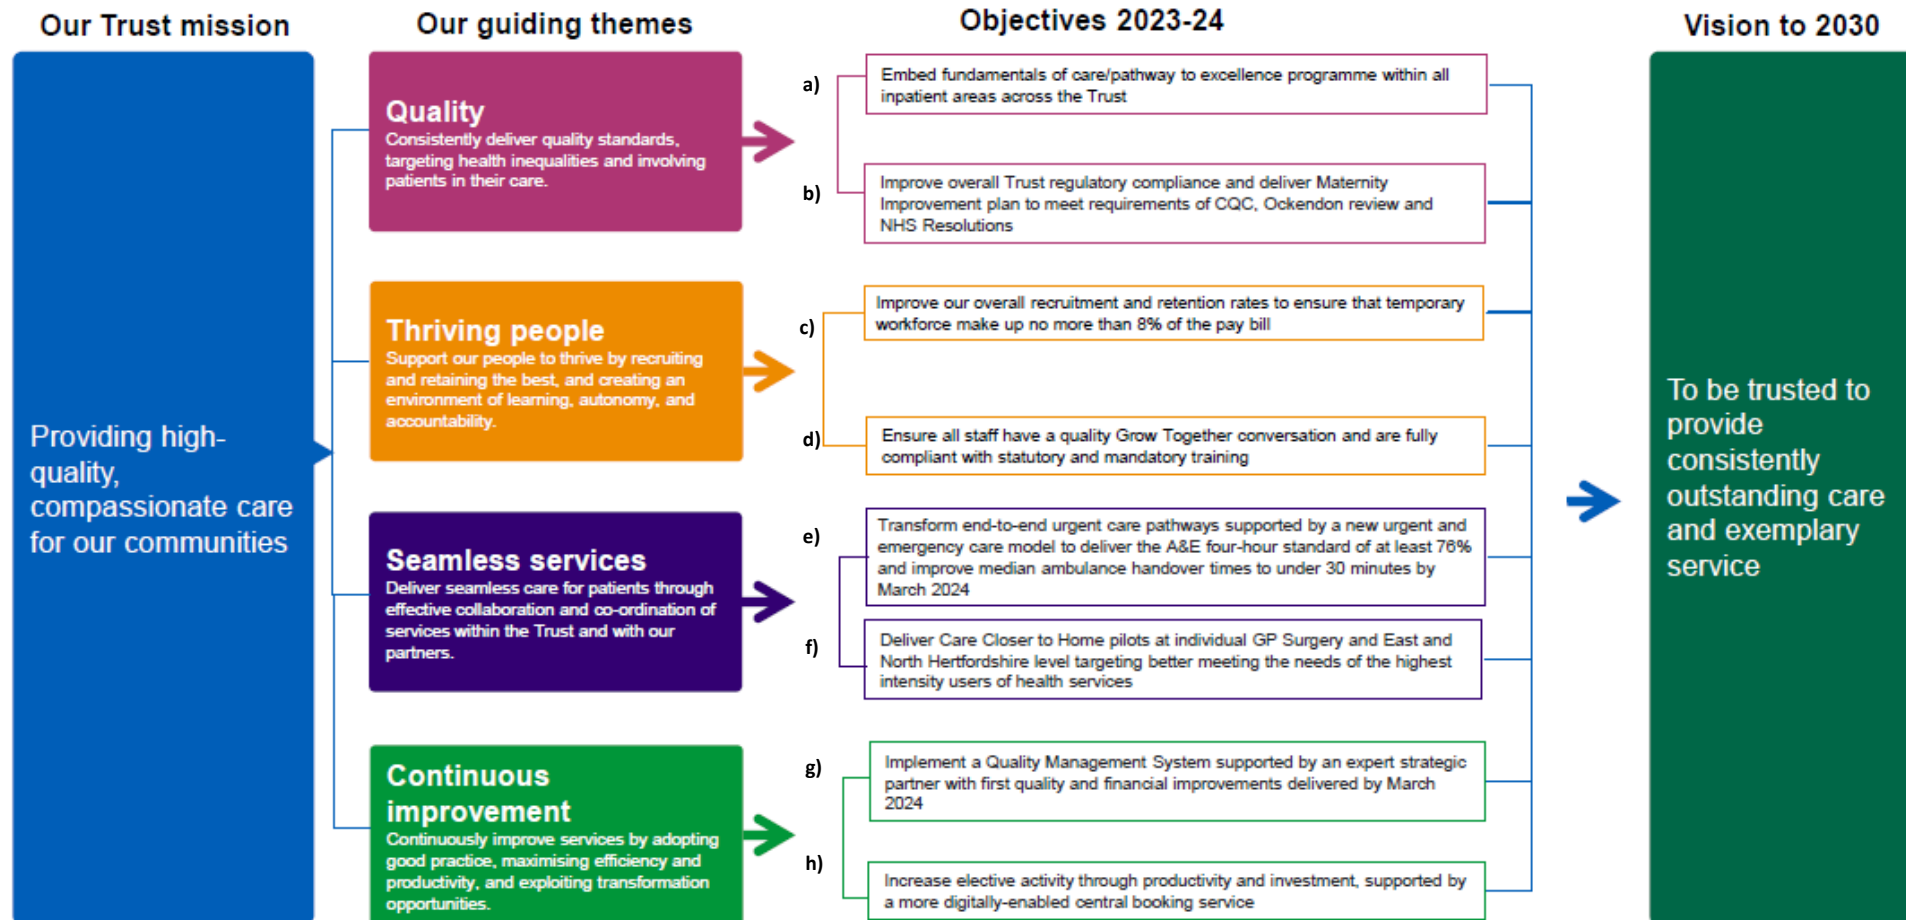 Our Trust mission
Our guiding themes
Objectives 2023-24
Vision to 2030
Providing high-
quality,
compassionate care
for our communities
Quality
Consistently deliver quality standards,
targeting health inequalities and involving
patients in their care.
a)
Embed fundamentals of care/pathway to excellence programme within all
inpatient areas across the Trust
b)
Improve overall Trust regulatory compliance and deliver Maternity
Improvement plan to meet requirements of CQC, Ockendon review and
NHS Resolutions
Thriving people
Support our people to thrive by recruiting
and retaining the best, and creating an
environment of learning, autonomy, and
accountability.
c)
Improve our overall recruitment and retention rates to ensure that temporary
workforce make up no more than 8% of the pay bill
d)
Ensure all staff have a quality Grow Together conversation and are fully
compliant with statutory and mandatory training
Seamless services
Deliver seamless care for patients through
effective collaboration and co-ordination of
services within the Trust and with our
partners.
e)
Transform end-to-end urgent care pathways supported by a new urgent and
emergency care model to deliver the A&E four-hour standard of at least 76%
and improve median ambulance handover times to under 30 minutes by
March 2024
f)
Deliver Care Closer to Home pilots at individual GP Surgery and East and
North Hertfordshire level targeting better meeting the needs of the highest
intensity users of health services
Continuous
improvement
Continuously improve services by adopting
good practice, maximising efficiency and
productivity, and exploiting transformation
opportunities.
g)
Implement a Quality Management System supported by an expert strategic
partner with first quality and financial improvements delivered by March
2024
h)
Increase elective activity through productivity and investment, supported by
a more digitally-enabled central booking service
To be trusted to
provide
consistently
outstanding care
and exemplary
service